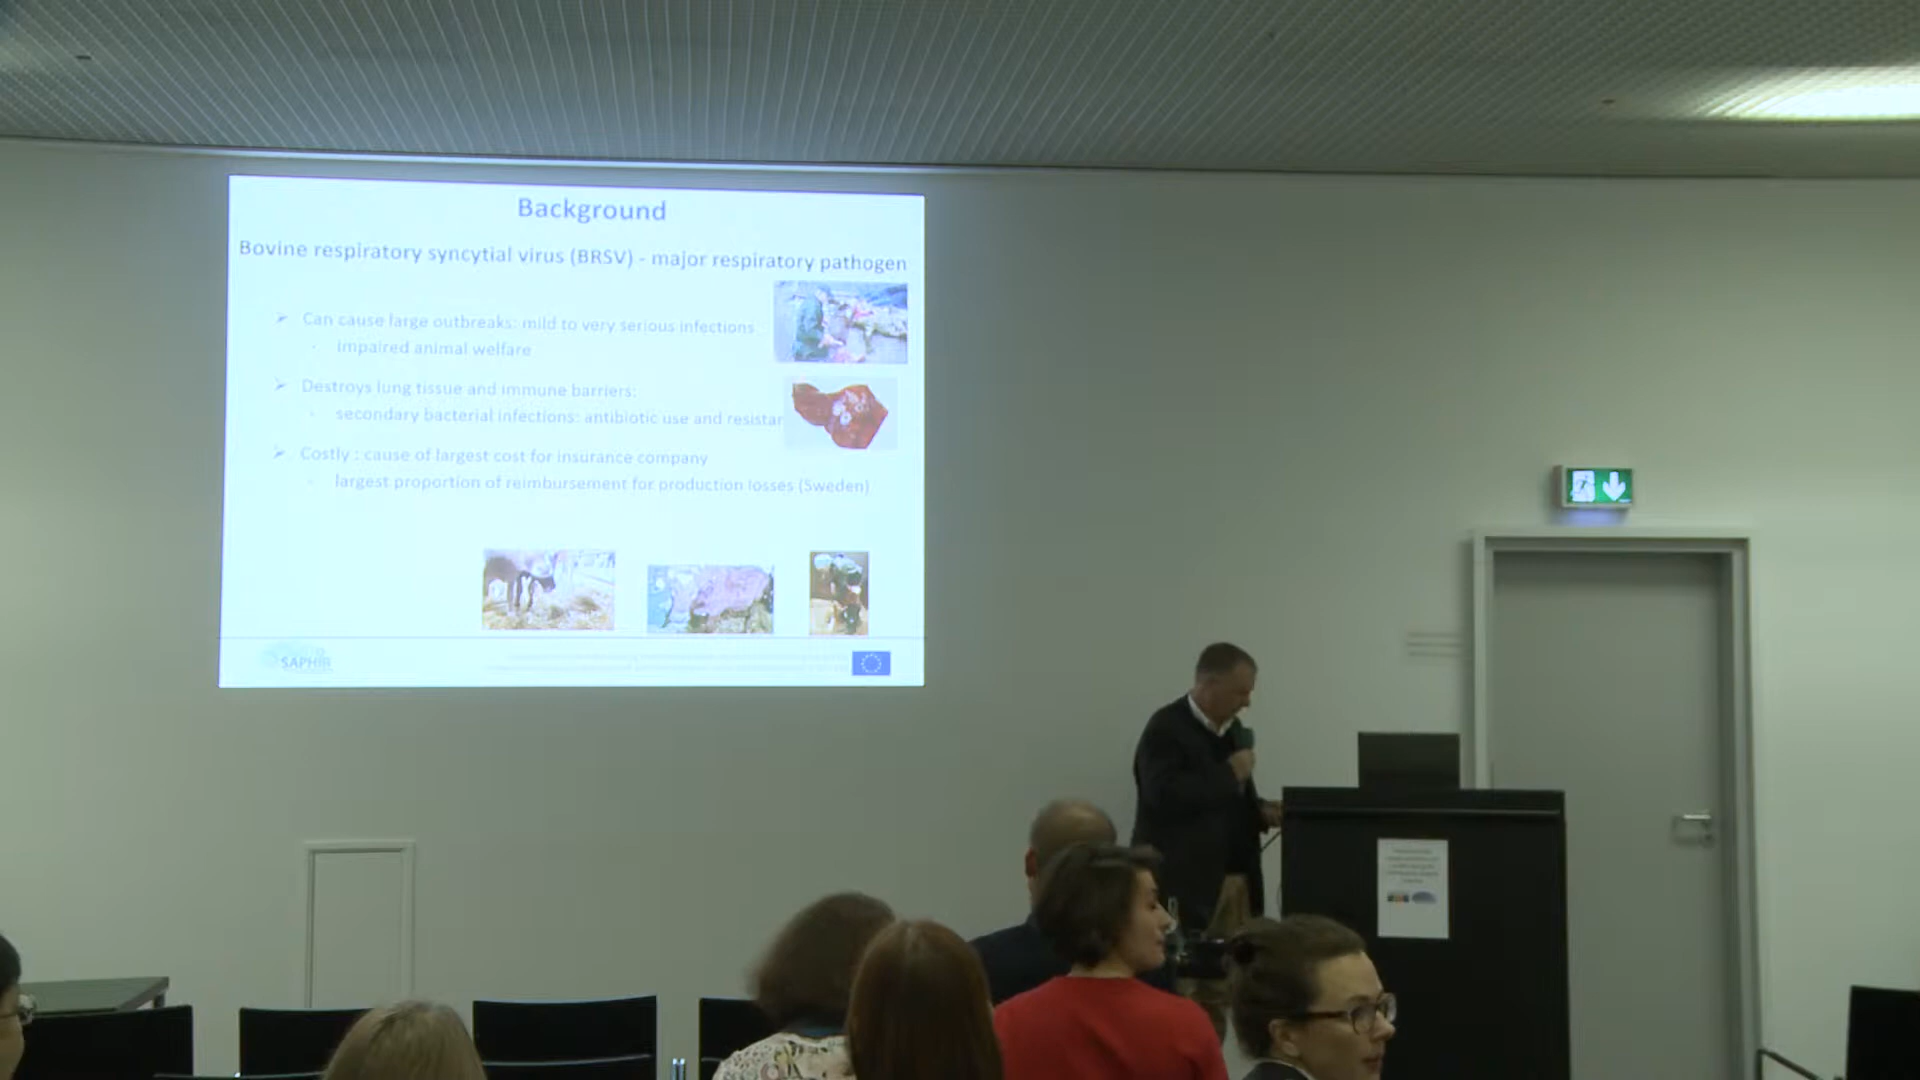 Background
Bovine respiratory syncytial virus (BRSV) - major respiratory pathogen
Can cause large outbreaks: mild to very serious infections
impaired animal welfare
Destroys lung tissue and immune barriers:
secondary bacterial infections: antibiotic use and resistan
Costly : cause of largest cost for insurance company
largest proportion of reimbursement for production losses (Sweden)
SAPHIR